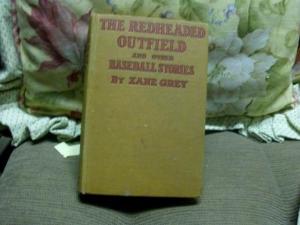 THE REDHEADED
OUTFIELD
AND OTHER
BASEBALL STORIES
BY ZANE GREY